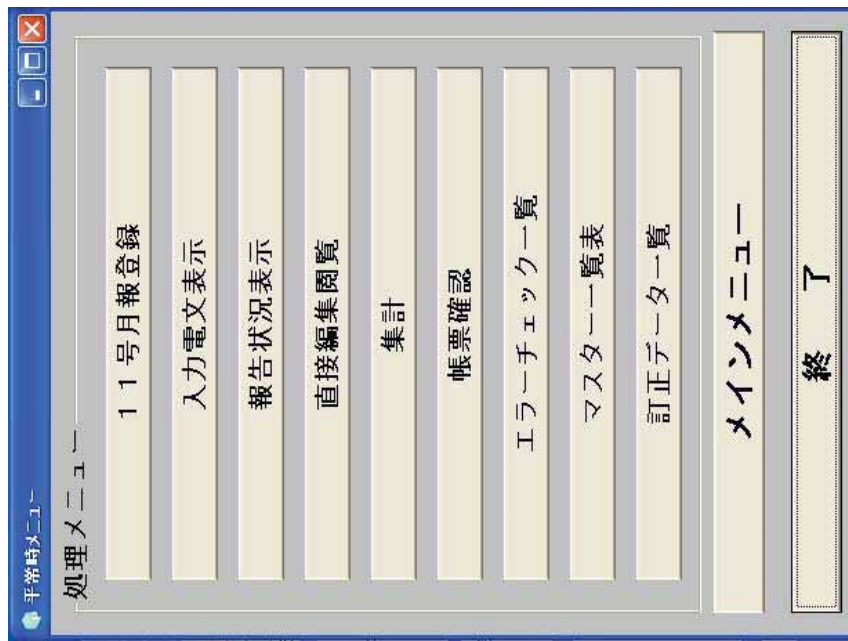 平常時メニュー
処理メニュー
１１号月報登録
入力電文表示
報告状況表示
直接編集閲覧
集計
帳票確認
エラーチェック一覧
マスター一覧表
訂正データ一覧
メインメニュー
終　了